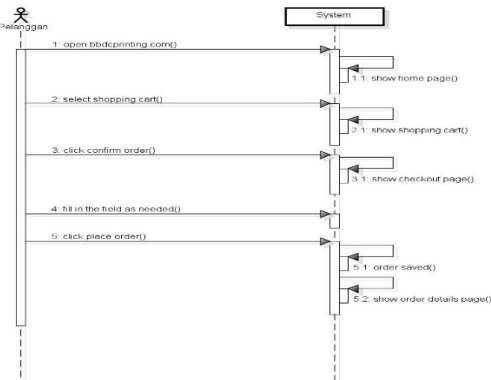 Pelanggan
System
1: open bbdcprinting.com()
1.1: show home page()
2: select shopping cart()
2.1: show shopping cart()
3: click confirm order()
3.1: show checkout page()
4: fill in the field as needed()
5: click place order()
5.1: order saved()
5.2: show order details page()